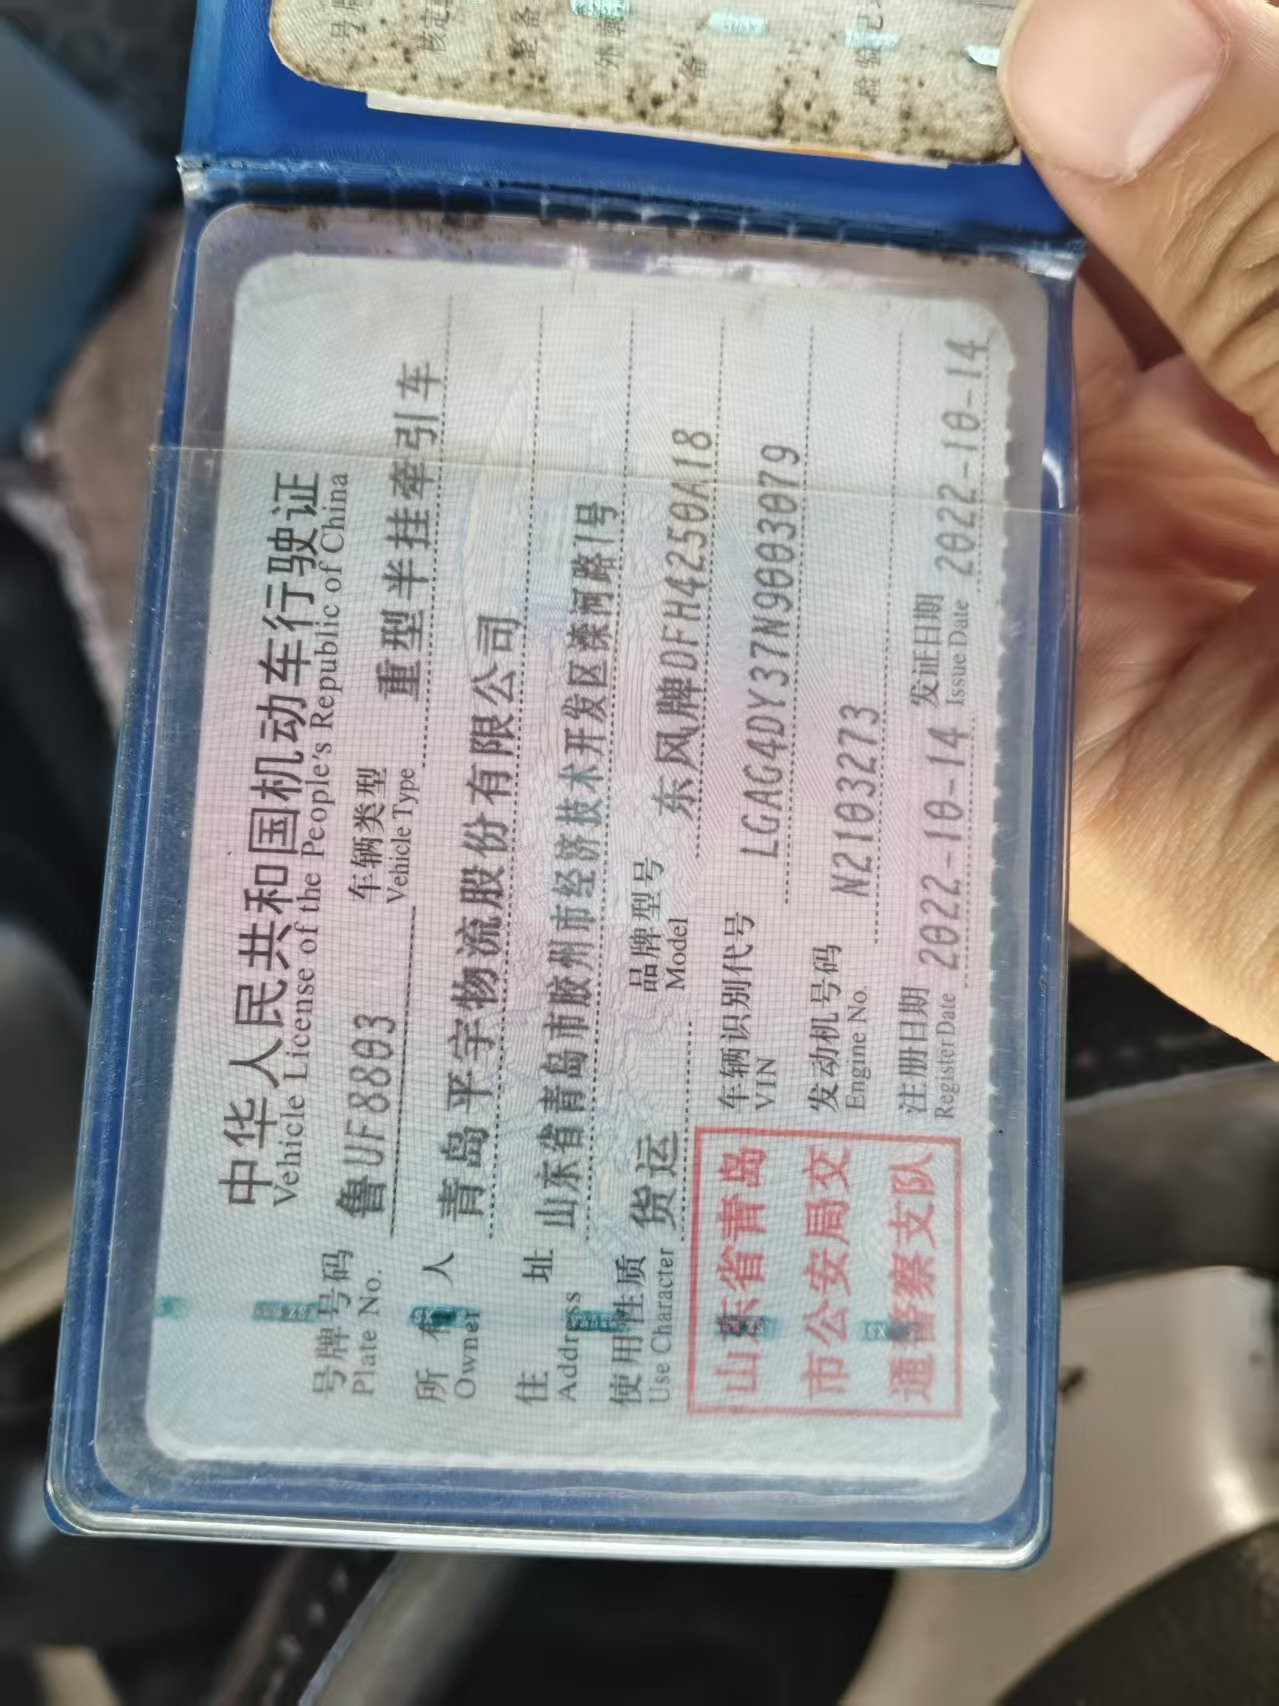 中华人民共和国机动车行驶证
Vehicle License of the People's Republic of China
号牌号码 鲁UF8803 车辆类型 重型半挂牵引车
Plate No. Vehicle Type
所有人 青岛平宇物流股份有限公司
Owner
住址 山东省青岛市胶州市经济技术开发区滦河路1号
Address
使用性质 货运 品牌型号 东风牌DFH4250A18
Use Character Model
山东省青岛
市公安局交
通警察支队
车辆识别代号 LGAG4DY37N9003079
VIN
发动机号码 N2103273
Engine No.
注册日期 2022-10-14 发证日期 2022-10-14
Register Date Issue Date